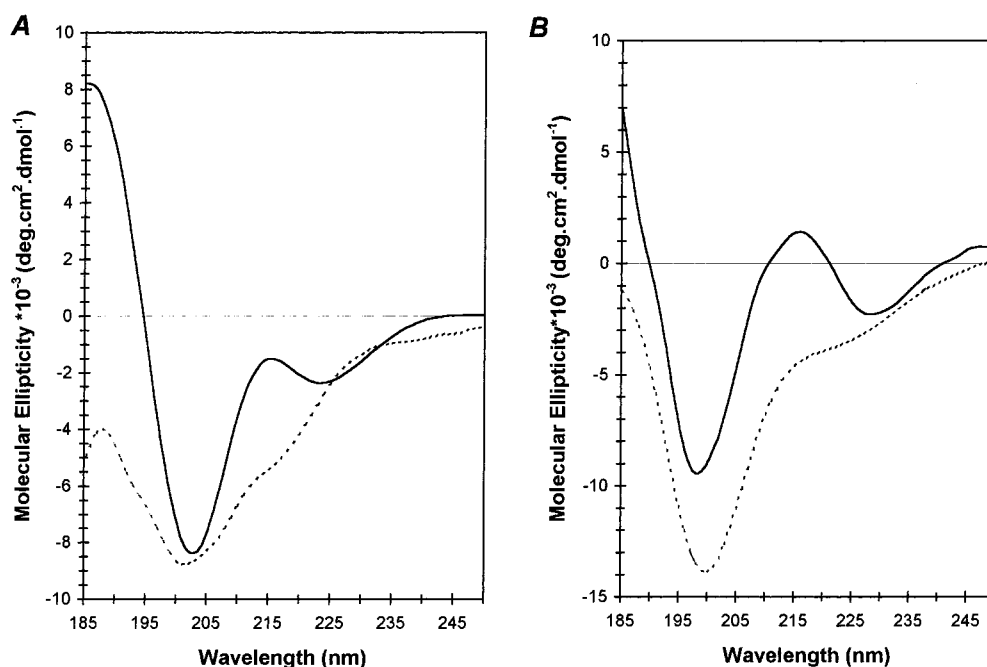 A
Molecular Ellipticity *10⁻³ (deg.cm².dmol⁻¹)
10
8
6
4
2
0
-2
-4
-6
-8
-10
185 195 205 215 225 235 245
Wavelength (nm)
B
Molecular Ellipticity*10⁻³ (deg.cm².dmol⁻¹)
10
5
0
-5
-10
-15
185 195 205 215 225 235 245
Wavelength (nm)